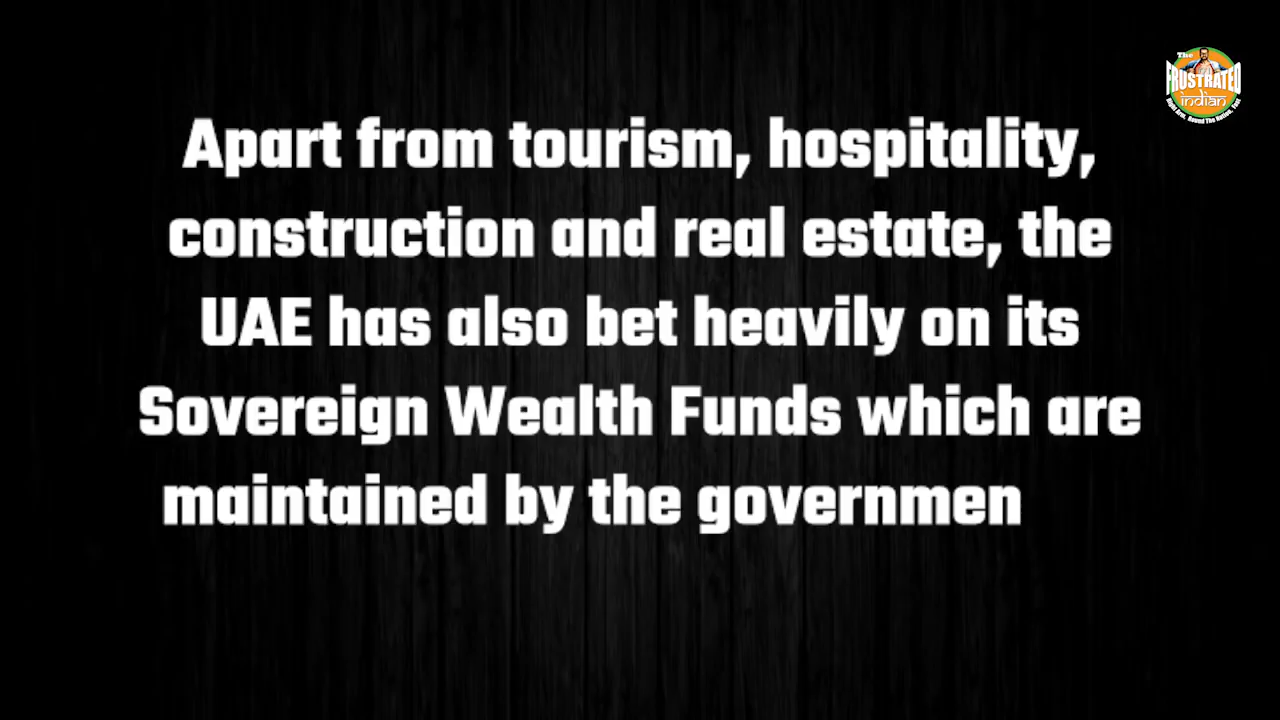 The
FRUSTRATED
indian
Apart from tourism, hospitality,
construction and real estate, the
UAE has also bet heavily on its
Sovereign Wealth Funds which are
maintained by the governmen